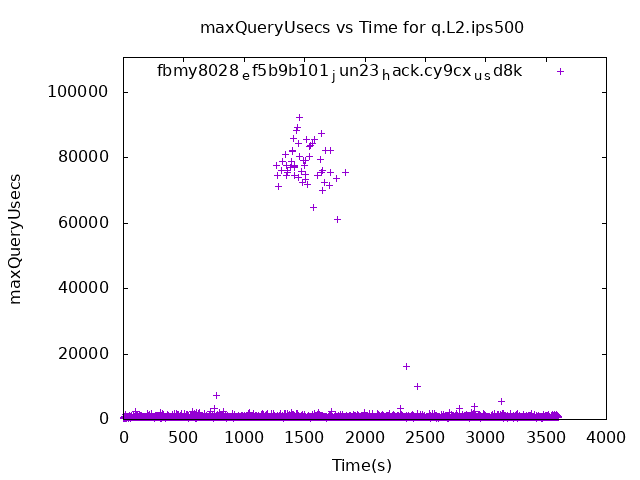 maxQueryUsecs vs Time for q.L2.ips500
fbmy8028ef5b9b101jun23hack.cy9cxusd8k
maxQueryUsecs
100000
80000
60000
40000
20000
0
0 500 1000 1500 2000 2500 3000 3500 4000
Time(s)